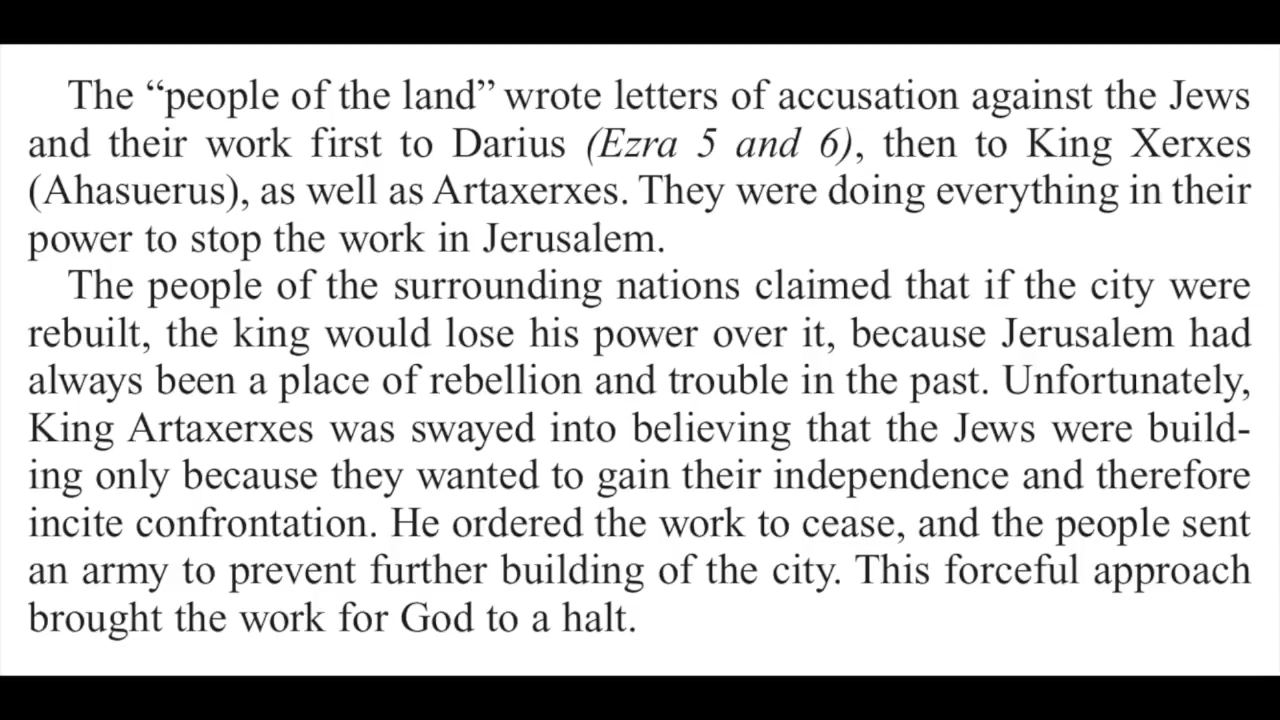 The “people of the land” wrote letters of accusation against the Jews
and their work first to Darius (Ezra 5 and 6), then to King Xerxes
(Ahasuerus), as well as Artaxerxes. They were doing everything in their
power to stop the work in Jerusalem.
The people of the surrounding nations claimed that if the city were
rebuilt, the king would lose his power over it, because Jerusalem had
always been a place of rebellion and trouble in the past. Unfortunately,
King Artaxerxes was swayed into believing that the Jews were build-
ing only because they wanted to gain their independence and therefore
incite confrontation. He ordered the work to cease, and the people sent
an army to prevent further building of the city. This forceful approach
brought the work for God to a halt.